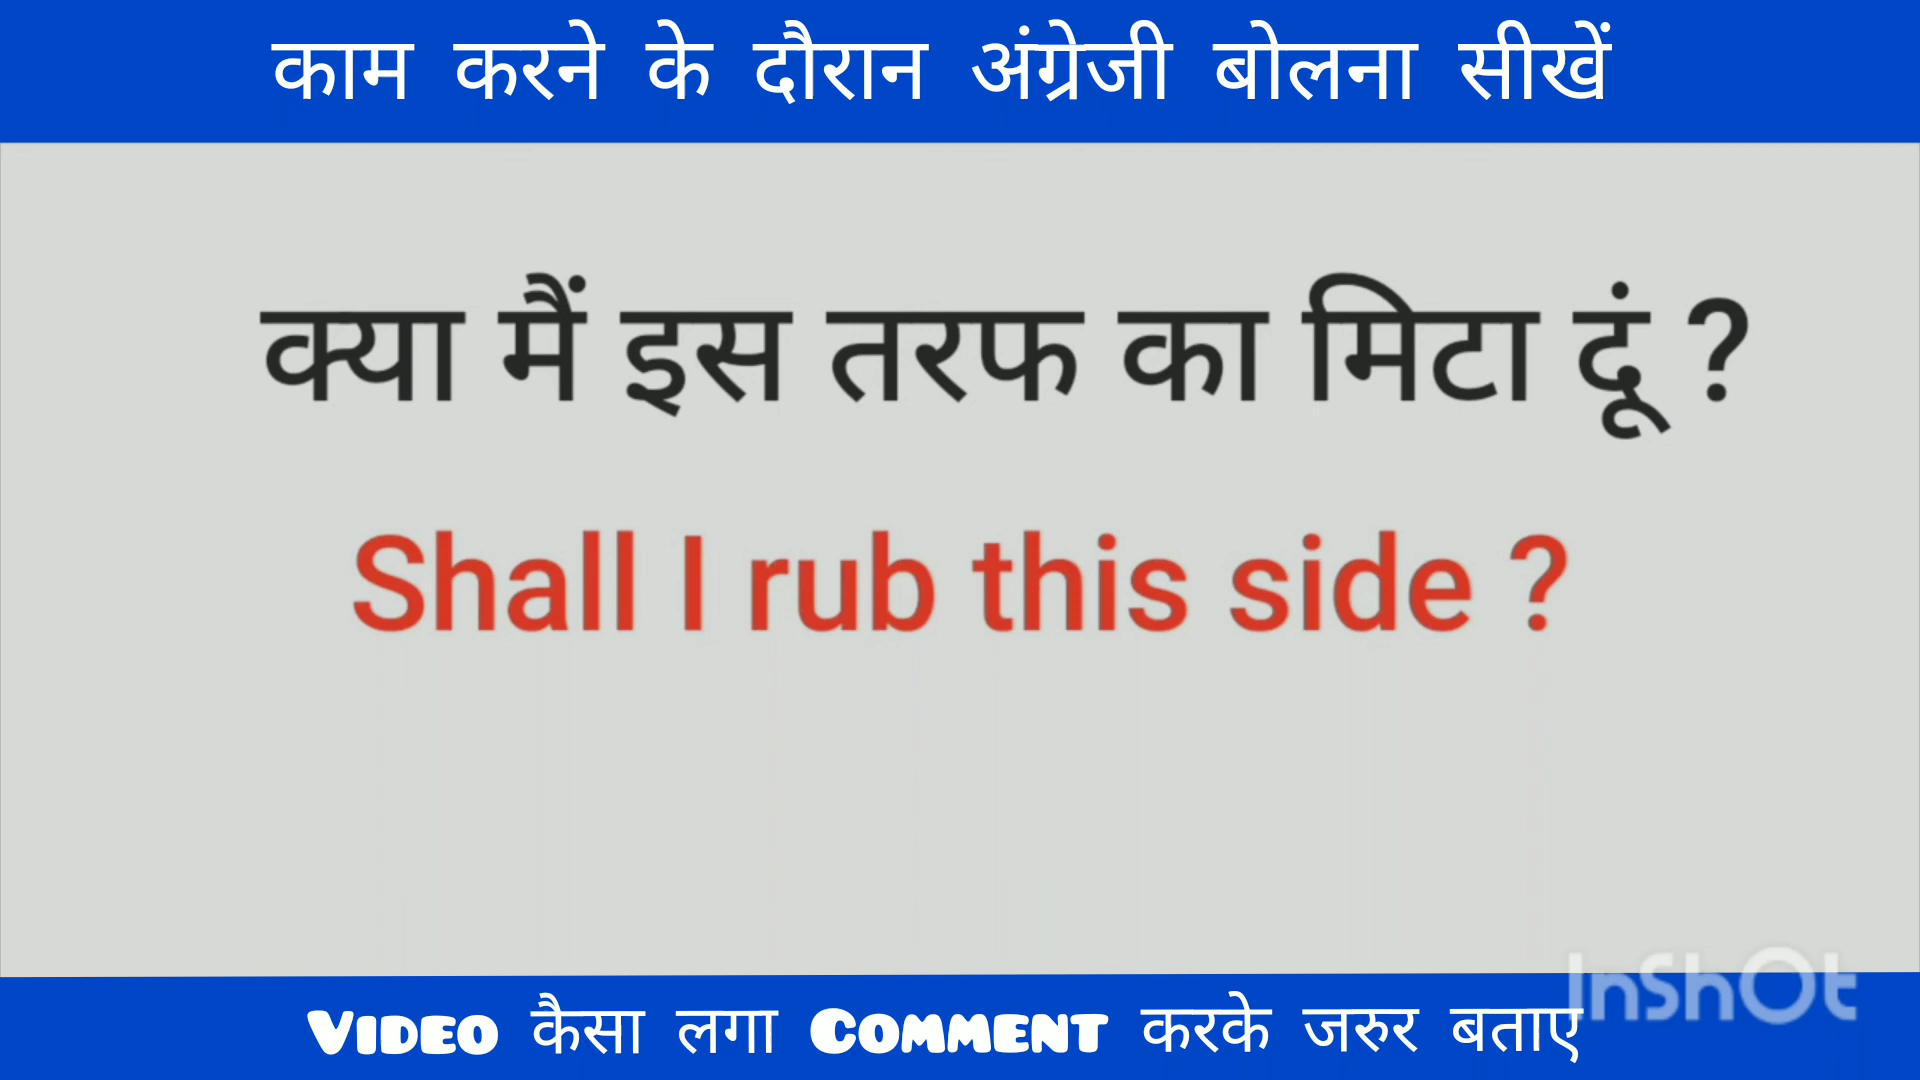 काम करने के दौरान अंग्रेजी बोलना सीखें
क्या मैं इस तरफ का मिटा दूं ?
Shall I rub this side ?
InShOt
VIDEO कैसा लगा COMMENT करके जरुर बताए